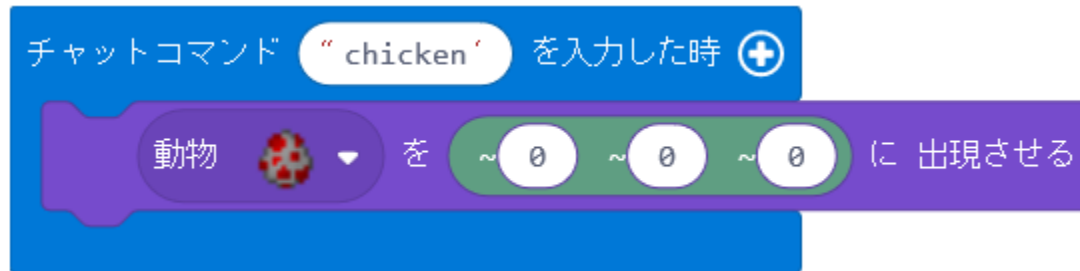 チャットコマンド “chicken‘ を入力した時
動物 を ~0 ~0 ~0 に 出現させる